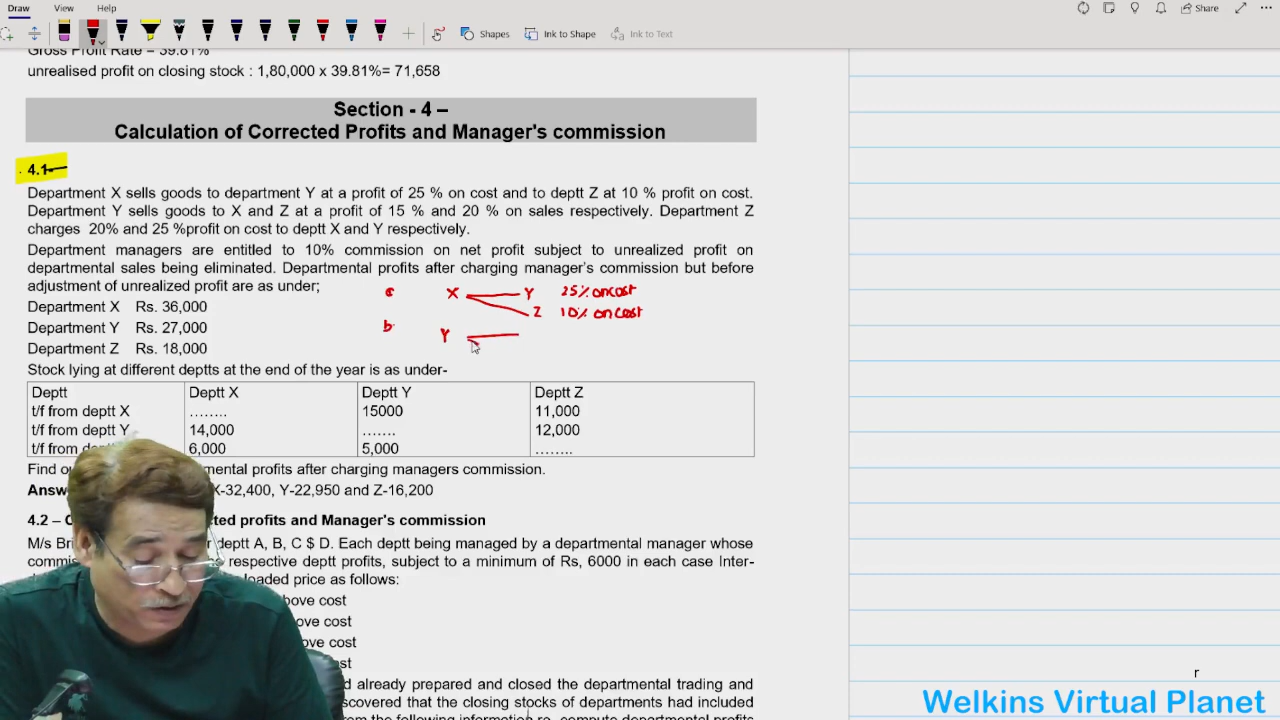 Draw View Help
Share
Shapes Ink to Shape Ink to Text
Gross Profit Rate = 39.81%
unrealised profit on closing stock : 1,80,000 x 39.81%= 71,658
Section - 4 –
Calculation of Corrected Profits and Manager's commission
4.1-
Department X sells goods to department Y at a profit of 25 % on cost and to deptt Z at 10 % profit on cost.
Department Y sells goods to X and Z at a profit of 15 % and 20 % on sales respectively. Department Z
charges 20% and 25 %profit on cost to deptt X and Y respectively.
Department managers are entitled to 10% commission on net profit subject to unrealized profit on
departmental sales being eliminated. Departmental profits after charging manager's commission but before
adjustment of unrealized profit are as under;
a X Y 25% on cost
Department X Rs. 36,000
Z 10% on cost
Department Y Rs. 27,000
b Y
Department Z Rs. 18,000
Stock lying at different deptts at the end of the year is as under-
Deptt Deptt X Deptt Y Deptt Z
t/f from deptt X ........ 15000 11,000
t/f from deptt Y 14,000 ....... 12,000
t/f from 6,000 5,000 ........
Find mental profits after charging managers commission.
X-32,400, Y-22,950 and Z-16,200
4.2 – cted profits and Manager's commission
M/s r deptt A, B, C $ D. Each deptt being managed by a departmental manager whose
respective deptt profits, subject to a minimum of Rs, 6000 in each case Inter-
loaded price as follows:
bove cost
ove cost
ove cost
st
already prepared and closed the departmental trading and
scovered that the closing stocks of departments had included
r
Welkins Virtual Planet